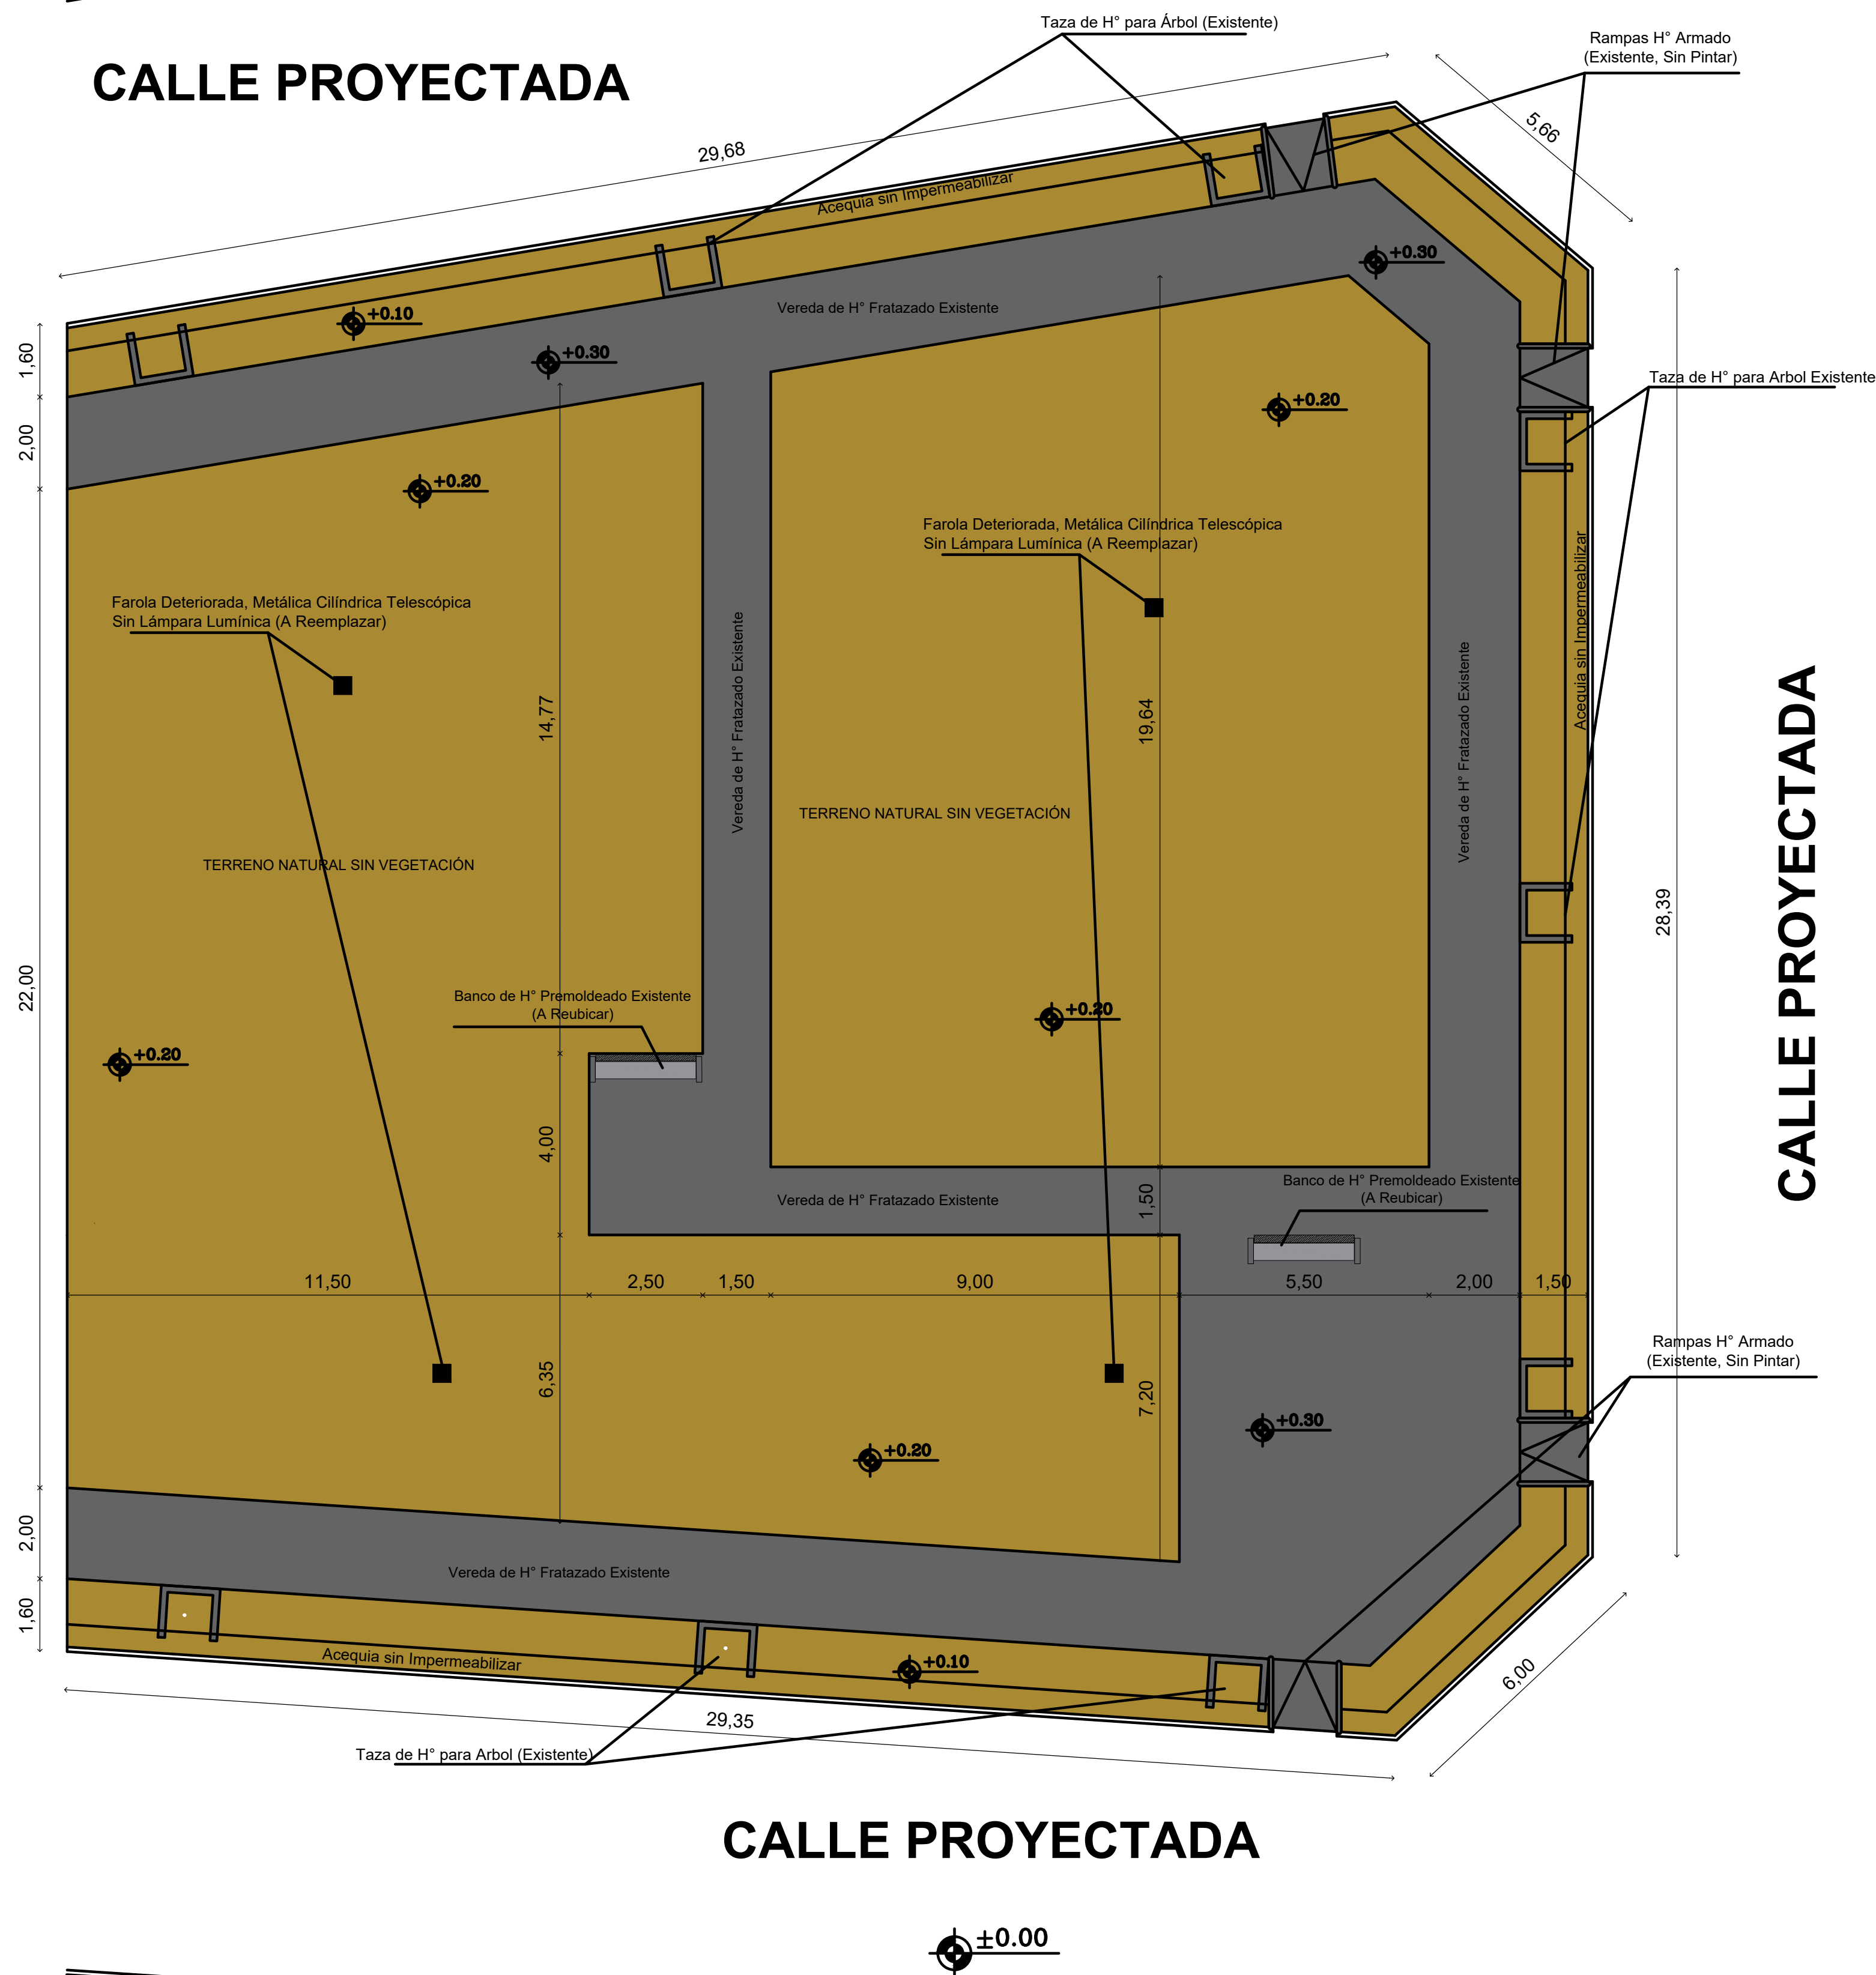 Taza de H° para Árbol (Existente)
Rampas H° Armado
(Existente, Sin Pintar)
CALLE PROYECTADA
5,66
29,68
Acequia sin Impermeabilizar
+0.30
Vereda de H° Fratazado Existente
+0.10
+0.30
1,60
Taza de H° para Arbol Existente
+0.20
2,00
+0.20
Farola Deteriorada, Metálica Cilíndrica Telescópica
Sin Lámpara Lumínica (A Reemplazar)
Farola Deteriorada, Metálica Cilíndrica Telescópica
Sin Lámpara Lumínica (A Reemplazar)
Acequia sin Impermeabilizar
Vereda de H° Fratazado Existente
Vereda de H° Fratazado Existente
14,77
19,64
TERRENO NATURAL SIN VEGETACIÓN
TERRENO NATURAL SIN VEGETACIÓN
28,39
CALLE PROYECTADA
22,00
Banco de H° Premoldeado Existente
(A Reubicar)
+0.20
+0.20
4,00
Banco de H° Premoldeado Existente
(A Reubicar)
Vereda de H° Fratazado Existente
1,50
11,50
2,50
1,50
9,00
5,50
2,00
1,50
Rampas H° Armado
(Existente, Sin Pintar)
6,35
7,20
+0.30
+0.20
2,00
Vereda de H° Fratazado Existente
1,60
Acequia sin Impermeabilizar
+0.10
6,00
29,35
Taza de H° para Arbol (Existente)
CALLE PROYECTADA
±0.00